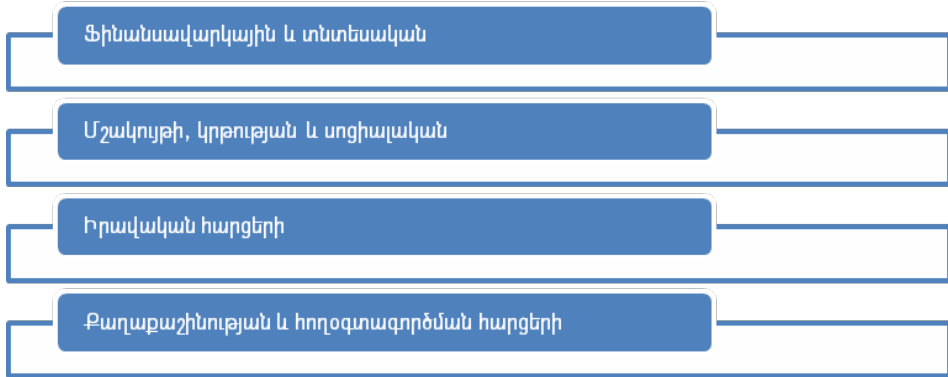 Ֆինանսավարկային և տնտեսական
Մշակույթի, կրթության և սոցիալական
Իրավական հարցերի
Քաղաքաշինության և հողօգտագործման հարցերի